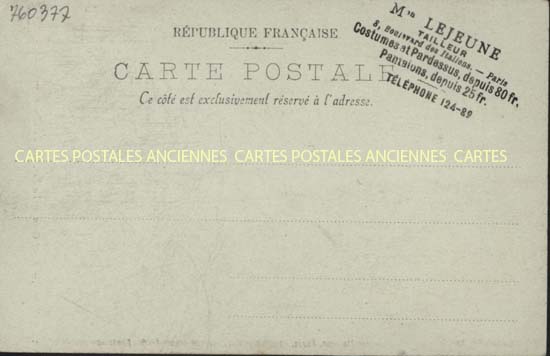 760377
RÉPUBLIQUE FRANÇAISE
CARTE POSTALE
Ce côté est exclusivement réservé à l'adresse.
Mon LEJEUNE
TAILLEUR
8, Boulevard des Italiens. — Paris
Costumes et Pardessus, depuis 80 fr.
Pantalons, depuis 25 fr.
TÉLÉPHONE 124-89
CARTES POSTALES ANCIENNES CARTES POSTALES ANCIENNES CARTES